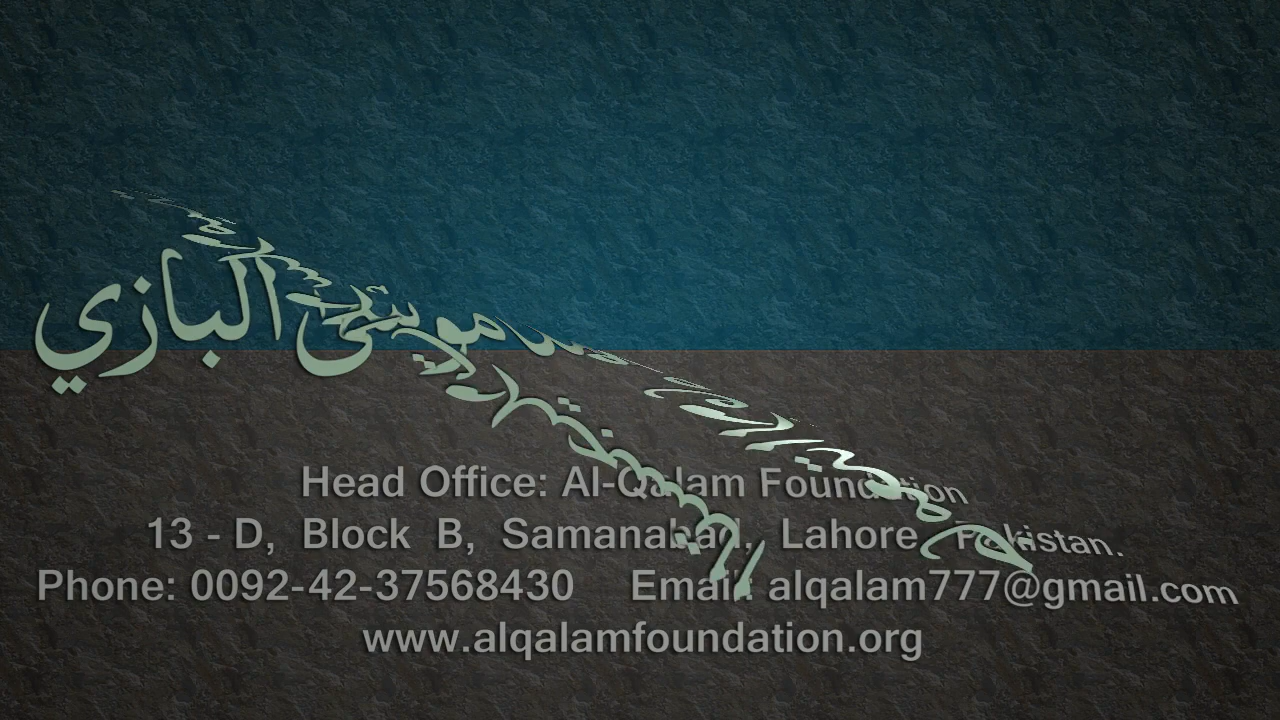 موسى البازي
Head Office: Al-Qalam Foundation
13 - D, Block B, Samanabad, Lahore, Pakistan.
Phone: 0092-42-37568430 Email: alqalam777@gmail.com
www.alqalamfoundation.org